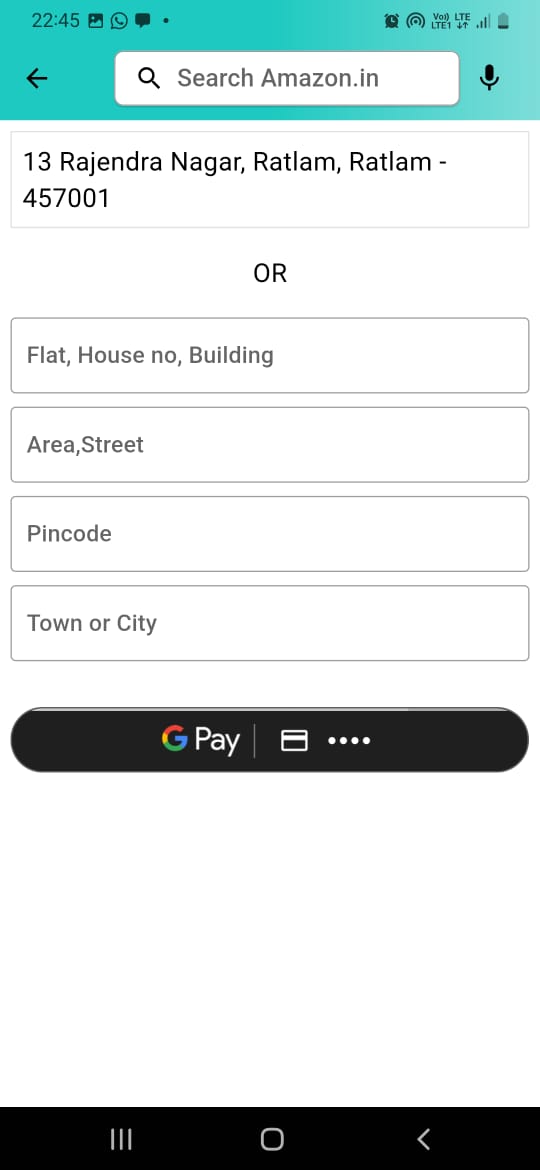 22:45
Vo)) LTE
LTE1
Search Amazon.in
13 Rajendra Nagar, Ratlam, Ratlam -
457001
OR
Flat, House no, Building
Area,Street
Pincode
Town or City
G Pay | ••••